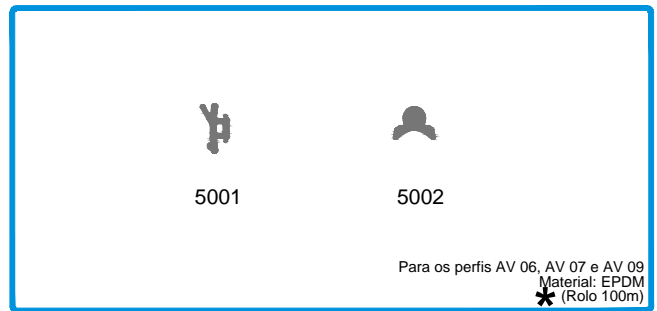 5001
5002
Para os perfis AV 06, AV 07 e AV 09
Material: EPDM
* (Rolo 100m)